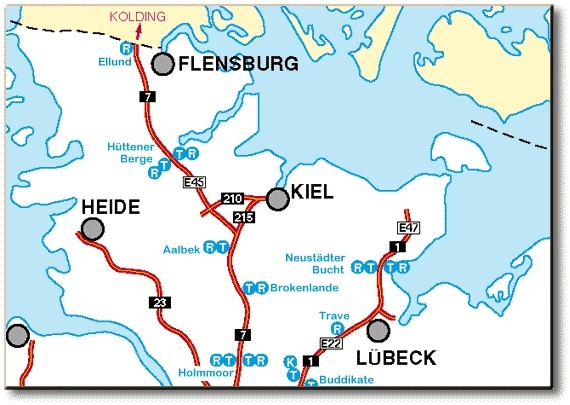 KOLDING
R
Ellund
FLENSBURG
7
Hüttener
Berge
T R
R T
E45
210
KIEL
215
HEIDE
E47
Aalbek R T
1
Neustädter
Bucht R T T R
T R Brokenlande
23
Trave
R
7
E22
LÜBECK
R T T R
Holmmoor
1
K
T T
Buddikate